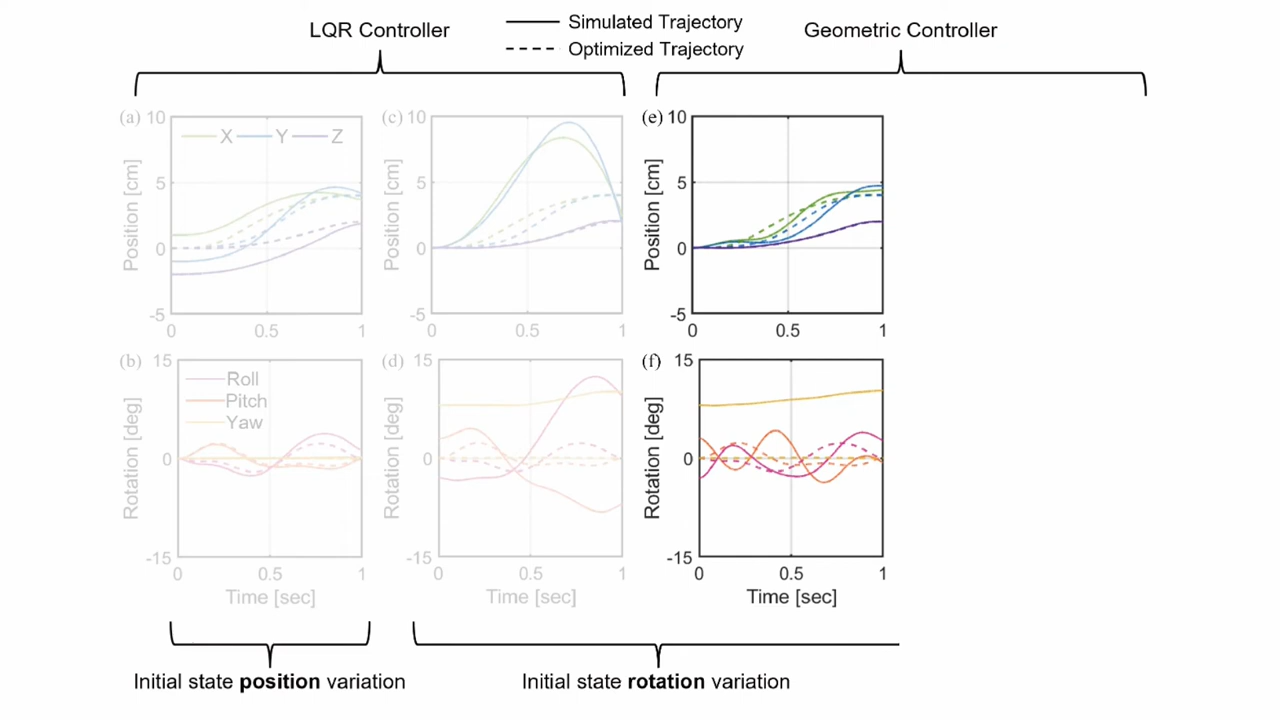 LQR Controller
Simulated Trajectory
Optimized Trajectory
Geometric Controller
(a)
10
5
0
-5
Position [cm]
X
Y
Z
0
0.5
1
(c)
10
5
0
-5
Position [cm]
0
0.5
1
(e)
10
5
0
-5
Position [cm]
0
0.5
1
(b)
15
0
-15
Rotation [deg]
Roll
Pitch
Yaw
0
0.5
1
Time [sec]
(d)
15
0
-15
Rotation [deg]
0
0.5
1
Time [sec]
(f)
15
0
-15
Rotation [deg]
0
0.5
1
Time [sec]
Initial state position variation
Initial state rotation variation